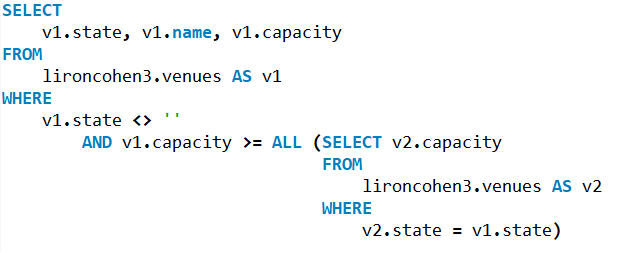 SELECT
v1.state, v1.name, v1.capacity
FROM
lironcohen3.venues AS v1
WHERE
v1.state <> ''
AND v1.capacity >= ALL (SELECT v2.capacity
FROM
lironcohen3.venues AS v2
WHERE
v2.state = v1.state)